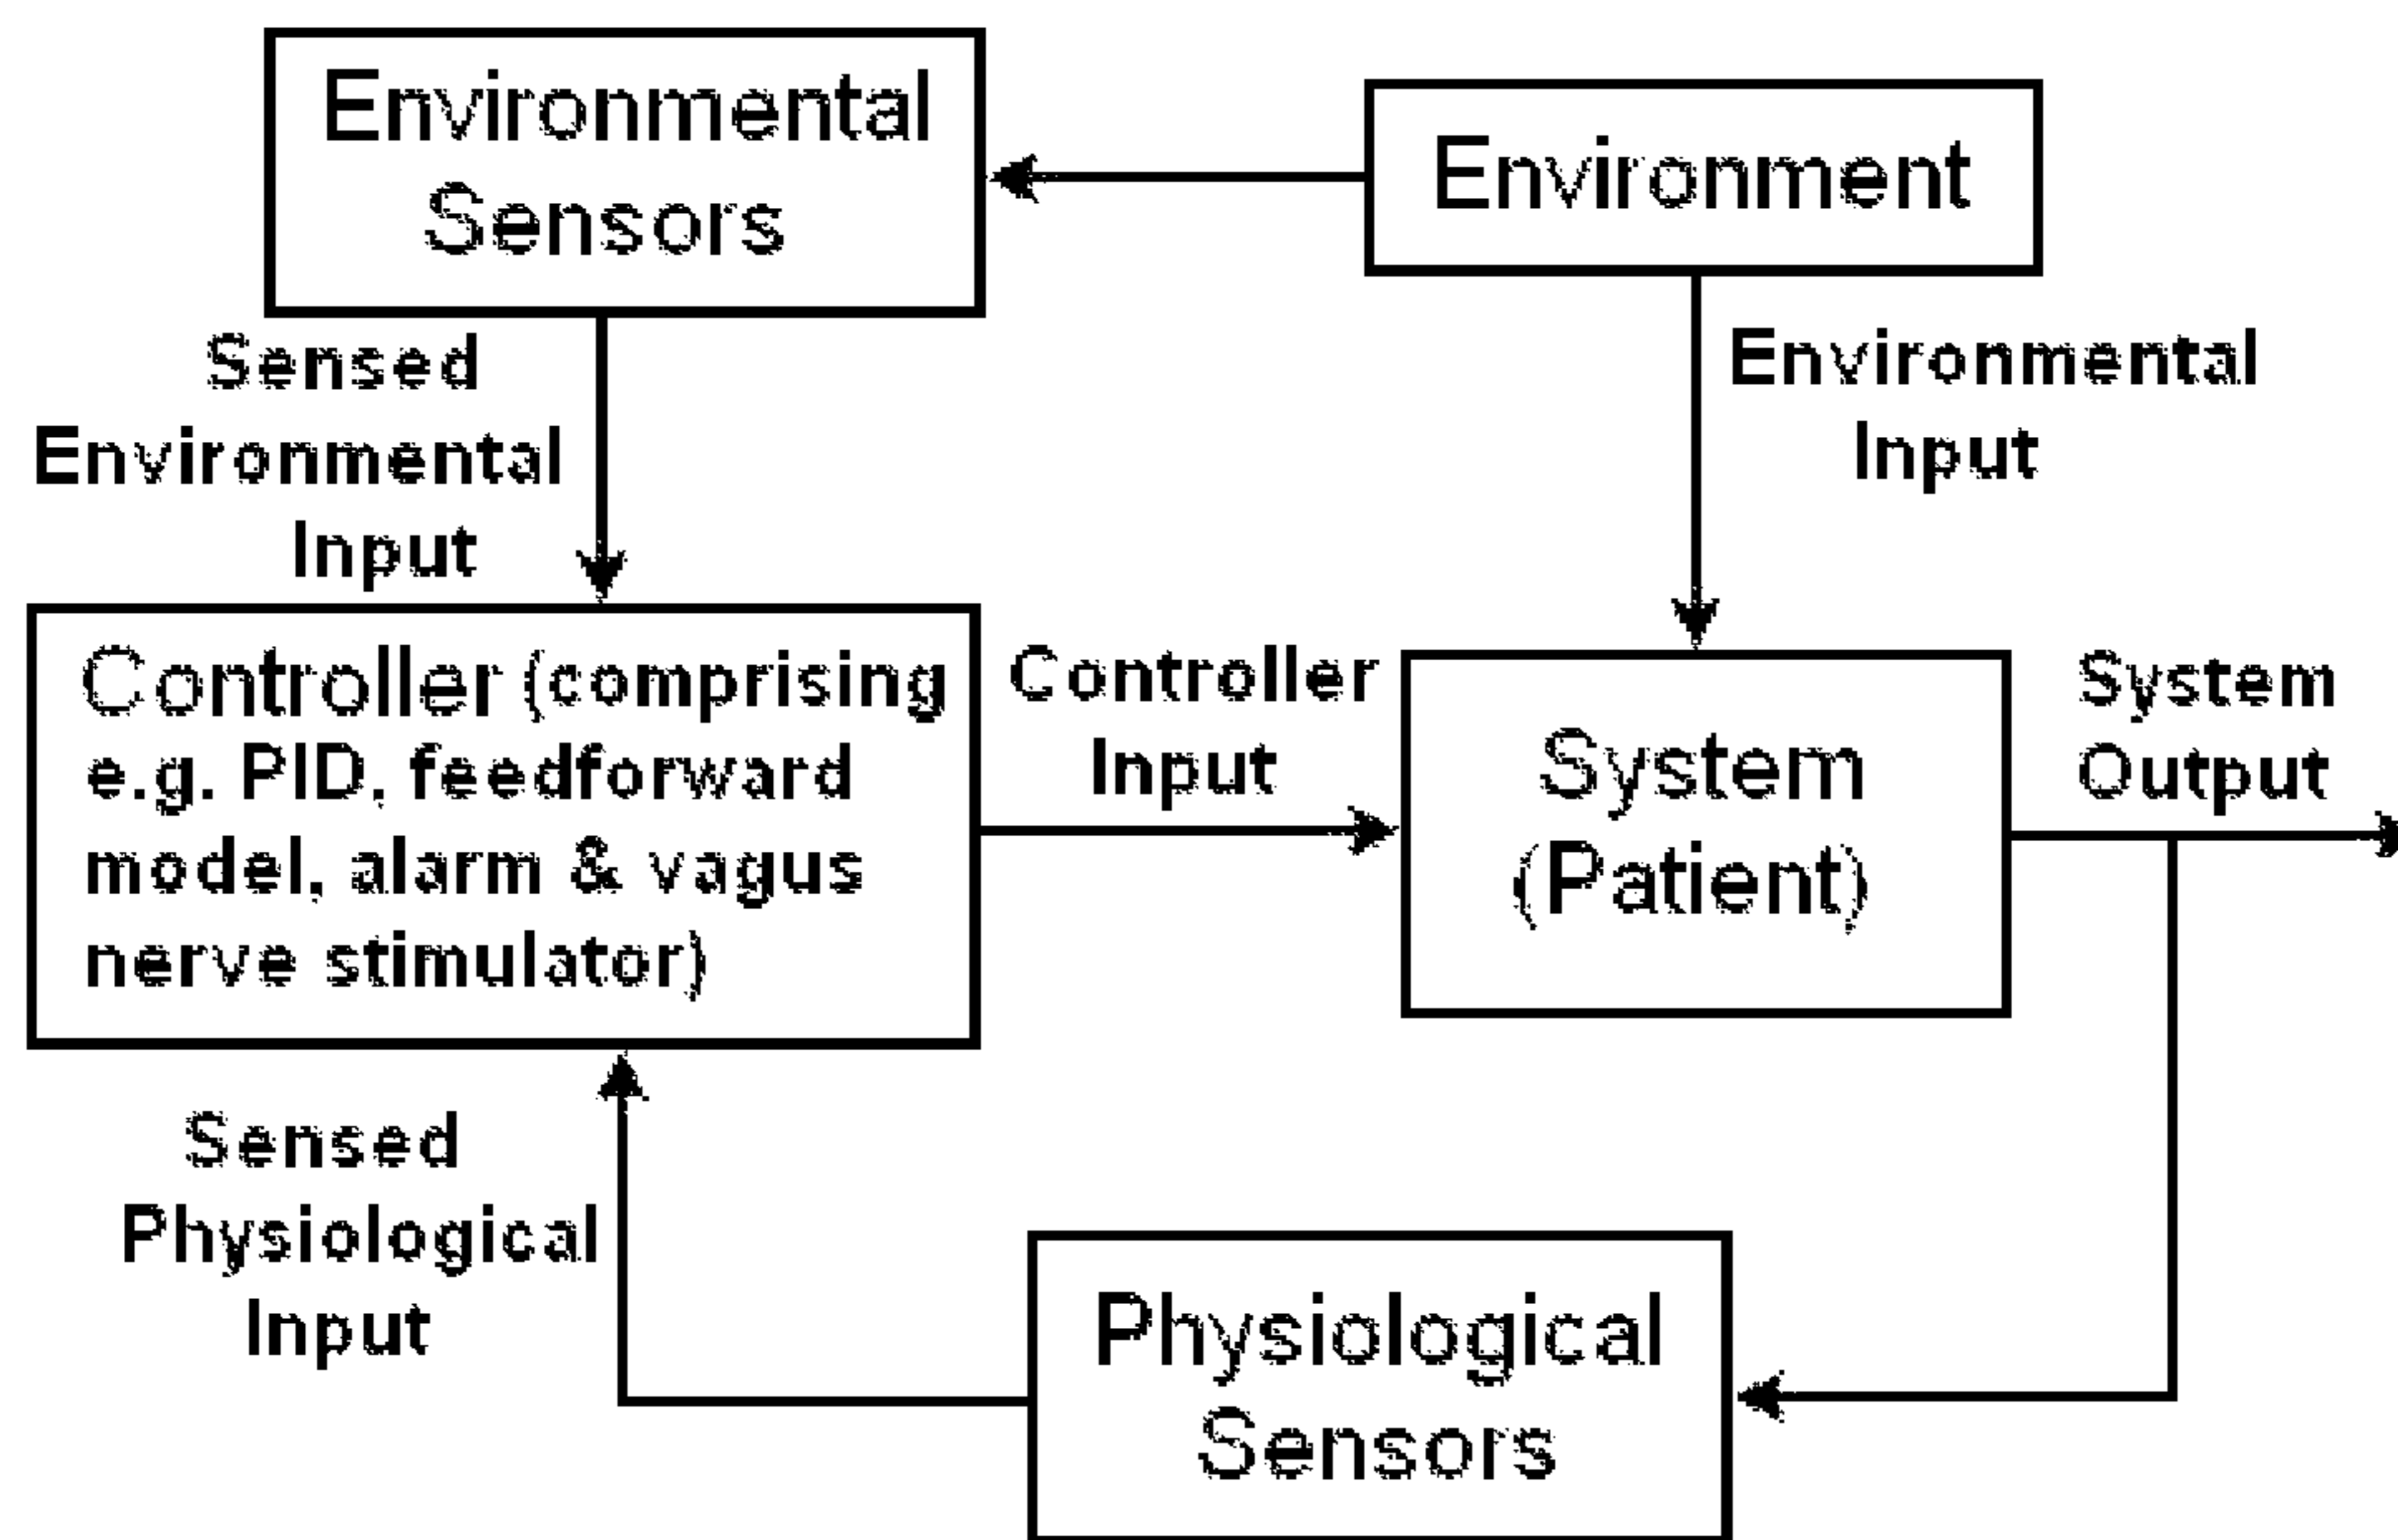 Environmental
Sensors
Environment
Sensed
Environmental
Input
Environmental
Input
Controller (comprising
e.g. PID, feedforward
model, alarm & vagus
nerve stimulator)
Controller
Input
System
(Patient)
System
Output
Sensed
Physiological
Input
Physiological
Sensors